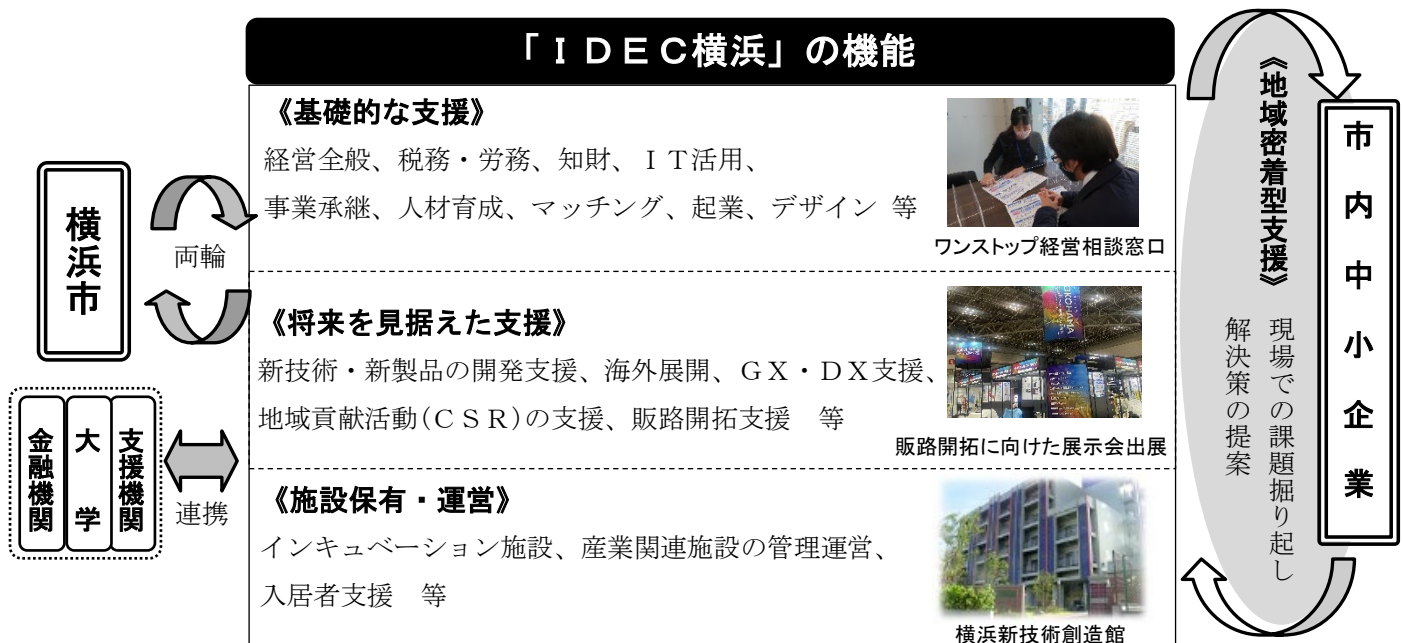 「ＩＤＥＣ横浜」の機能
《基礎的な支援》
経営全般、税務・労務、知財、ＩＴ活用、
事業承継、人材育成、マッチング、起業、デザイン 等
ワンストップ経営相談窓口
《将来を見据えた支援》
新技術・新製品の開発支援、海外展開、ＧＸ・ＤＸ支援、
地域貢献活動(ＣＳＲ)の支援、販路開拓支援　等
販路開拓に向けた展示会出展
《施設保有・運営》
インキュベーション施設、産業関連施設の管理運営、
入居者支援　等
横浜新技術創造館
横浜市
両輪
金融機関
大学
支援機関
連携
《地域密着型支援》
現場での課題掘り起し
解決策の提案
市内中小企業